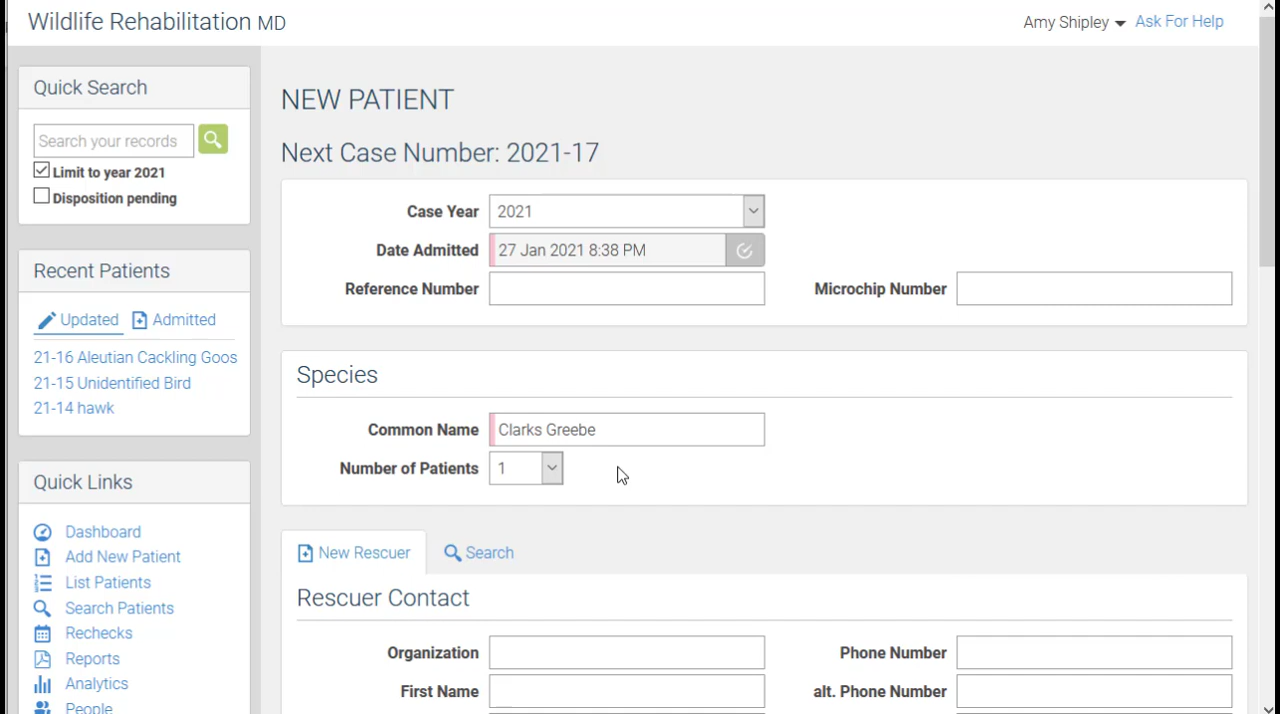 Wildlife Rehabilitation MD
Amy Shipley Ask For Help
Quick Search
Search your records
Limit to year 2021
Disposition pending
Recent Patients
Updated Admitted
21-16 Aleutian Cackling Goos
21-15 Unidentified Bird
21-14 hawk
Quick Links
Dashboard
Add New Patient
List Patients
Search Patients
Rechecks
Reports
Analytics
People
NEW PATIENT
Next Case Number: 2021-17
Case Year 2021
Date Admitted 27 Jan 2021 8:38 PM
Reference Number Microchip Number
Species
Common Name Clarks Greebe
Number of Patients 1
New Rescuer Search
Rescuer Contact
Organization Phone Number
First Name alt. Phone Number